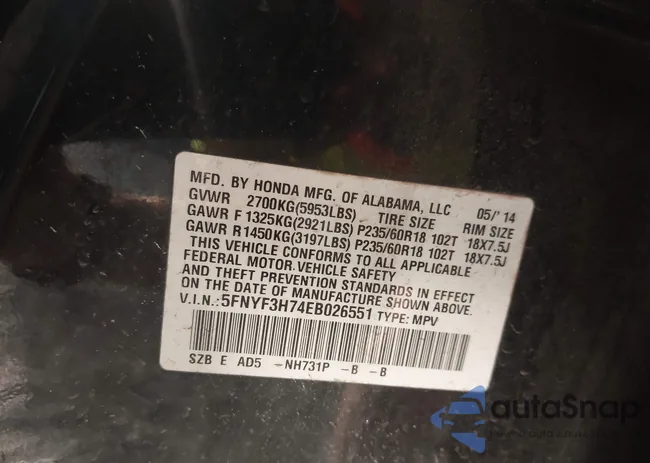 MFD. BY HONDA MFG. OF ALABAMA, LLC 05/'14
GVWR 2700KG(5953LBS) TIRE SIZE RIM SIZE
GAWR F 1325KG(2921LBS) P235/60R18 102T 18X7.5J
GAWR R1450KG(3197LBS) P235/60R18 102T 18X7.5J
THIS VEHICLE CONFORMS TO ALL APPLICABLE
FEDERAL MOTOR VEHICLE SAFETY
AND THEFT PREVENTION STANDARDS IN EFFECT
ON THE DATE OF MANUFACTURE SHOWN ABOVE.
V.I.N.:5FNYF3H74EB026551 TYPE: MPV
SZB E AD5 -NH731P -B -B
autaSnap